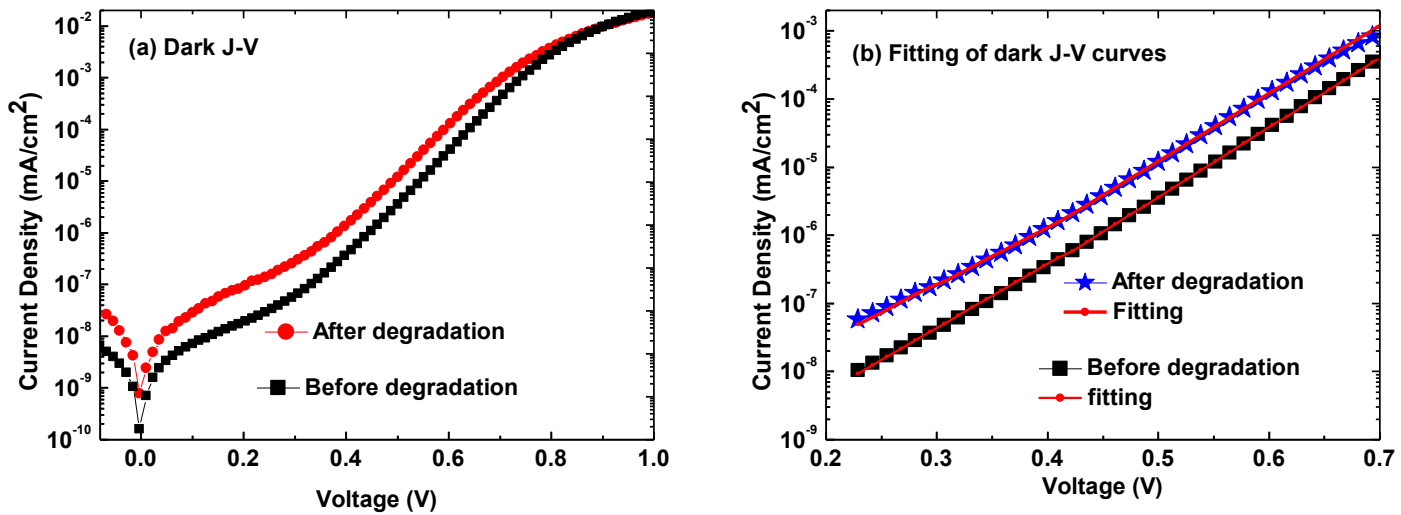 (a) Dark J-V
Current Density (mA/cm²)
10⁻²
10⁻³
10⁻⁴
10⁻⁵
10⁻⁶
10⁻⁷
10⁻⁸
10⁻⁹
10⁻¹⁰
After degradation
Before degradation
0.0 0.2 0.4 0.6 0.8 1.0
Voltage (V)
(b) Fitting of dark J-V curves
Current Density (mA/cm²)
10⁻³
10⁻⁴
10⁻⁵
10⁻⁶
10⁻⁷
10⁻⁸
10⁻⁹
After degradation
Fitting
Before degradation
fitting
0.2 0.3 0.4 0.5 0.6 0.7
Voltage (V)